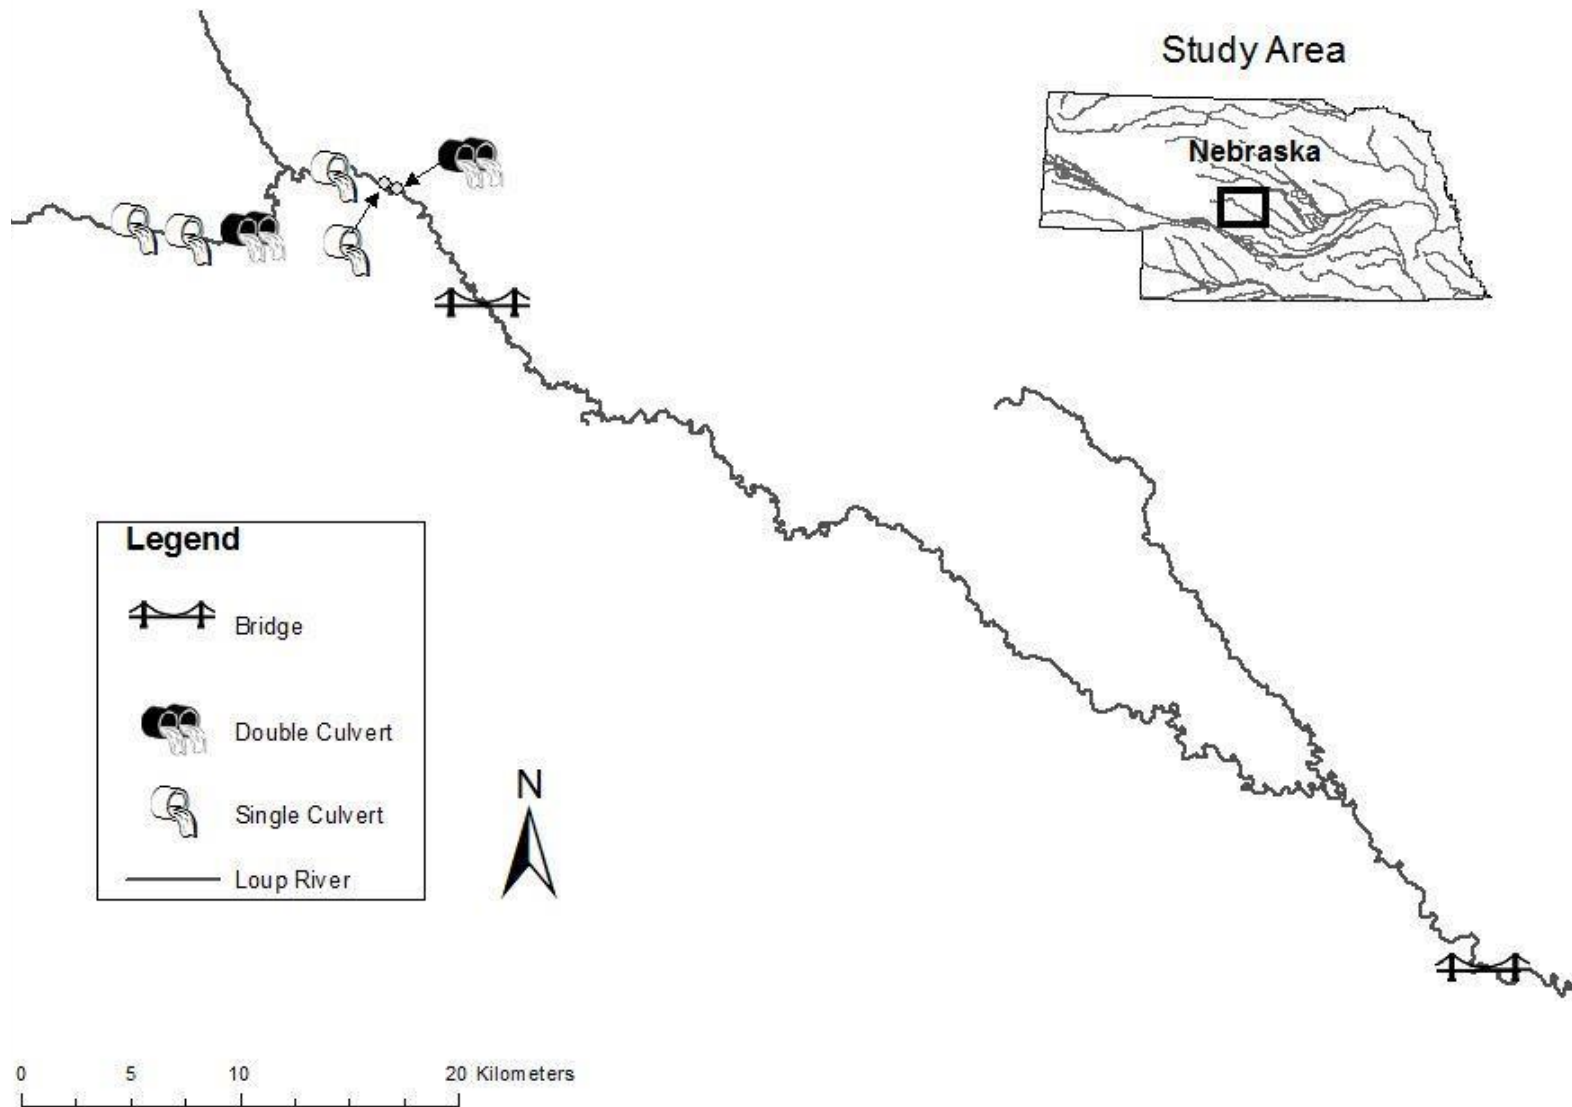 Study Area
Nebraska
Legend
Bridge
Double Culvert
Single Culvert
Loup River
N
0 5 10 20 Kilometers